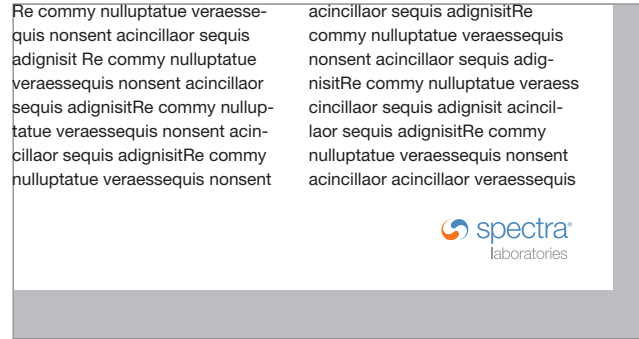 Re commy nulluptatue veraesse-
quis nonsent acincillaor sequis
adignisit Re commy nulluptatue
veraessequis nonsent acincillaor
sequis adignisitRe commy nullup-
tatue veraessequis nonsent acin-
cillaor sequis adignisitRe commy
nulluptatue veraessequis nonsent
acincillaor sequis adignisitRe
commy nulluptatue veraessequis
nonsent acincillaor sequis adig-
nisitRe commy nulluptatue veraess
cincillaor sequis adignisit acincil-
laor sequis adignisitRe commy
nulluptatue veraessequis nonsent
acincillaor acincillaor veraessequis
spectra®
laboratories